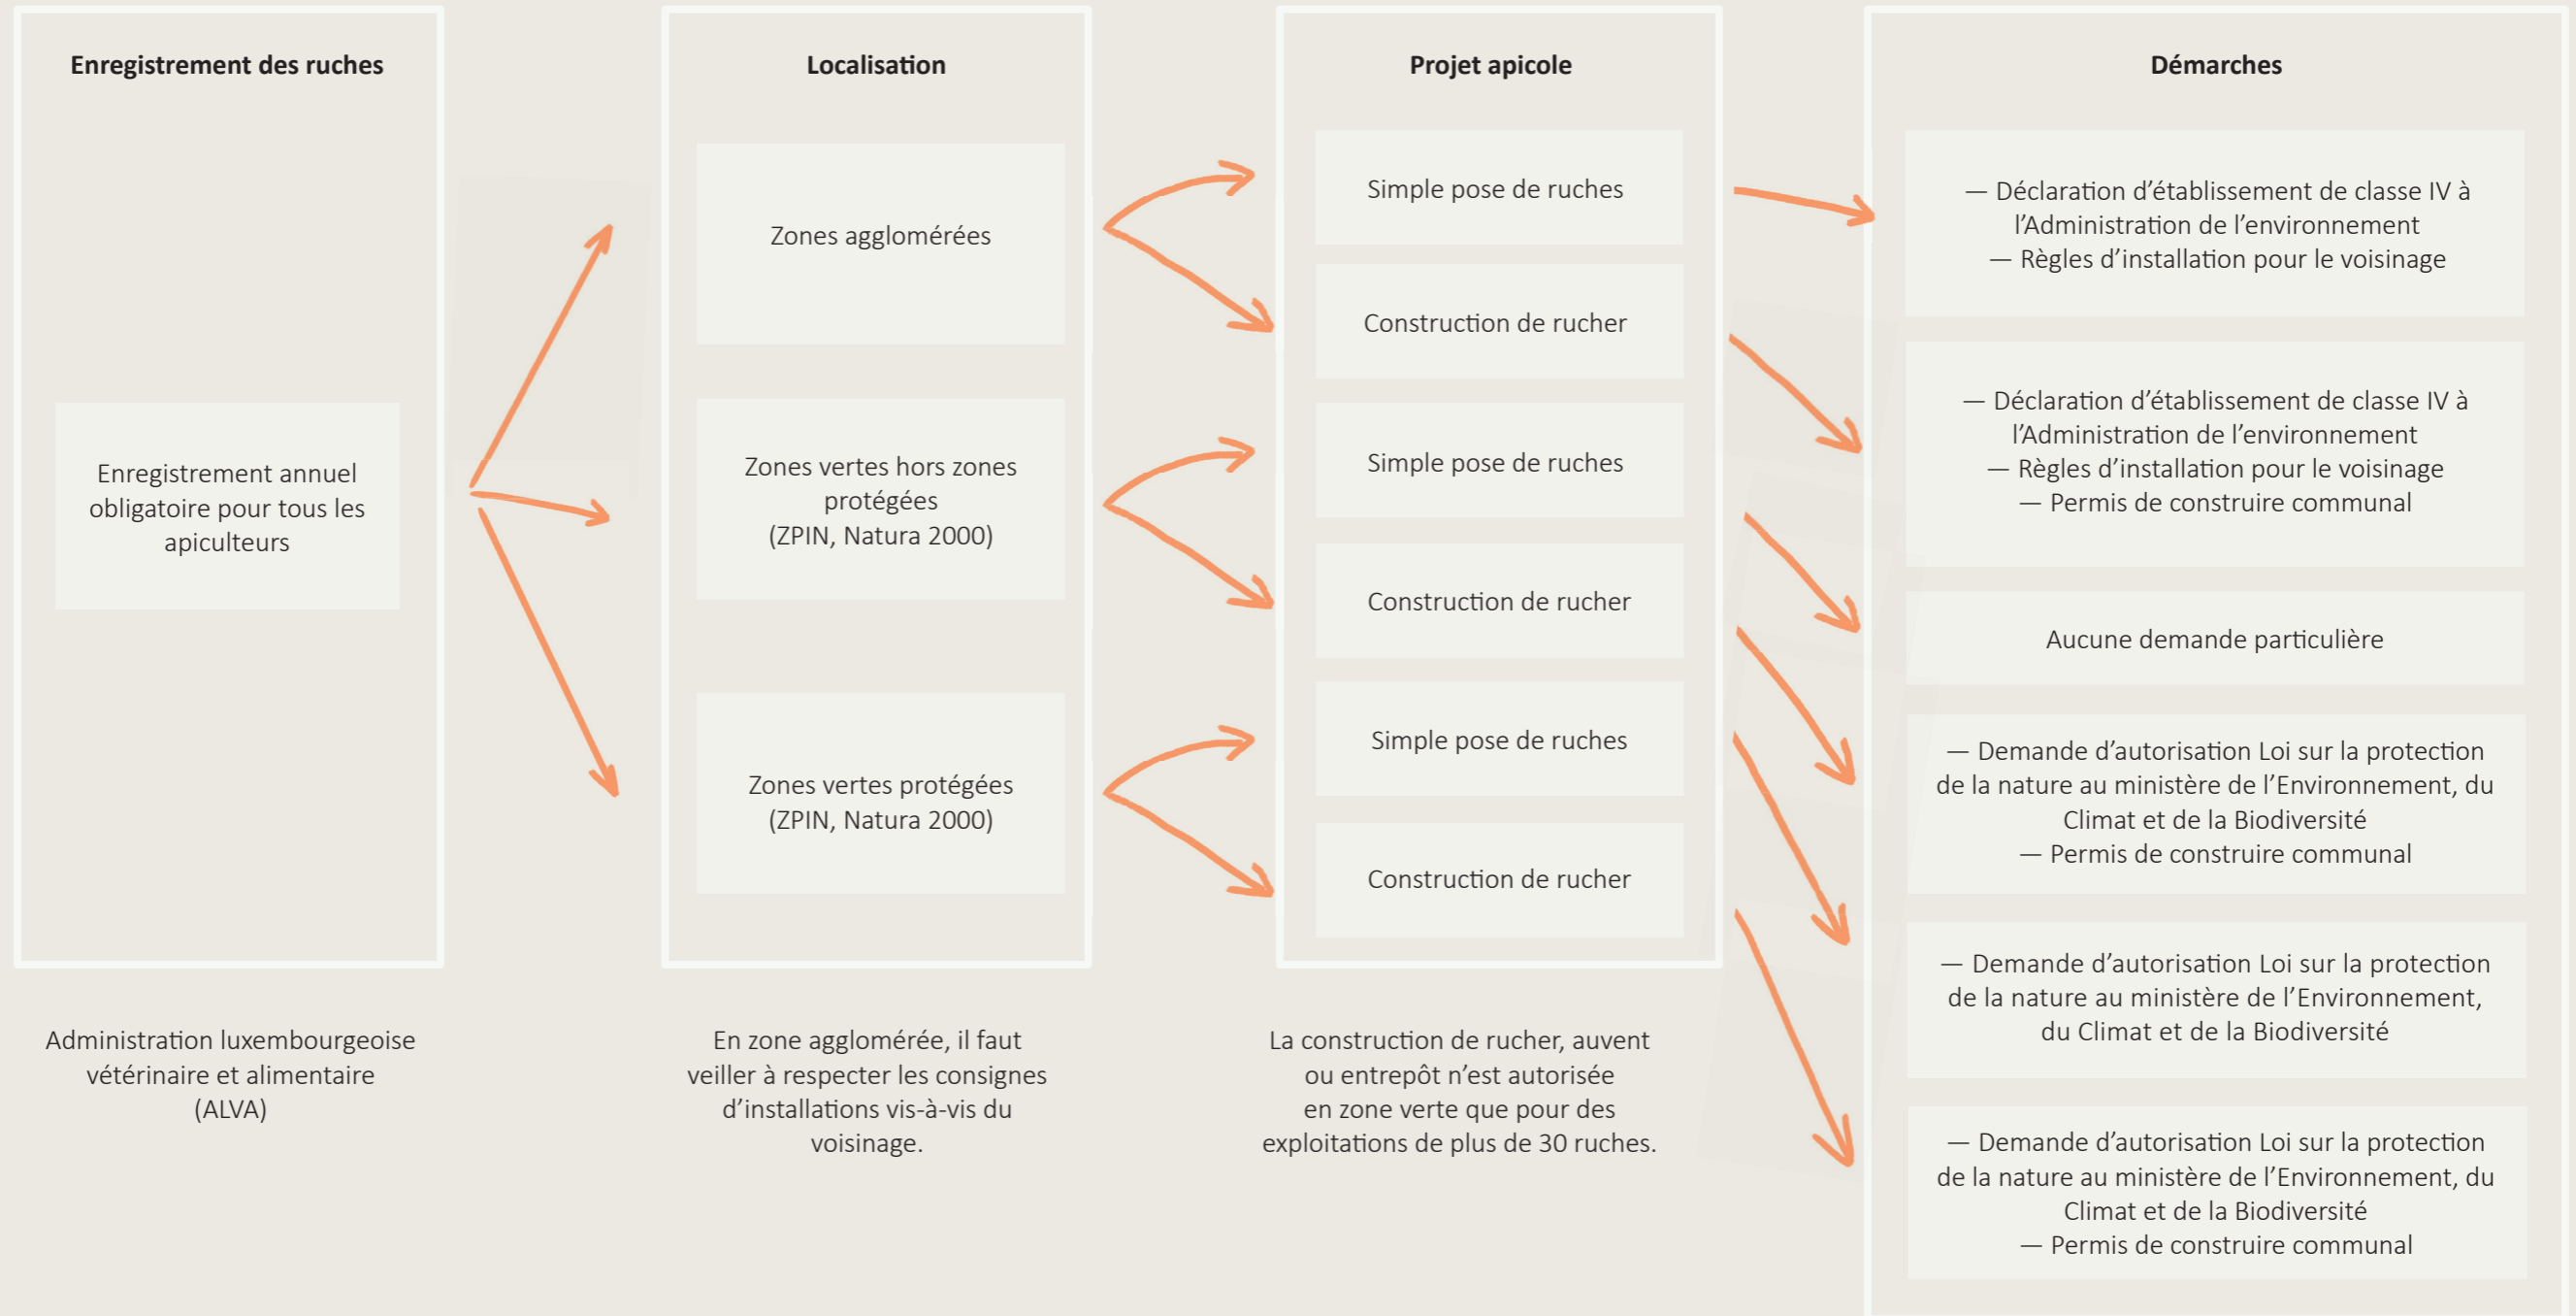 Enregistrement des ruches
Enregistrement annuel
obligatoire pour tous les
apiculteurs
Administration luxembourgeoise
vétérinaire et alimentaire
(ALVA)
Localisation
Zones agglomérées
Zones vertes hors zones
protégées
(ZPIN, Natura 2000)
Zones vertes protégées
(ZPIN, Natura 2000)
En zone agglomérée, il faut
veiller à respecter les consignes
d’installations vis-à-vis du
voisinage.
Projet apicole
Simple pose de ruches
Construction de rucher
Simple pose de ruches
Construction de rucher
Simple pose de ruches
Construction de rucher
La construction de rucher, auvent
ou entrepôt n’est autorisée
en zone verte que pour des
exploitations de plus de 30 ruches.
Démarches
— Déclaration d’établissement de classe IV à
l’Administration de l’environnement
— Règles d’installation pour le voisinage
— Déclaration d’établissement de classe IV à
l’Administration de l’environnement
— Règles d’installation pour le voisinage
— Permis de construire communal
Aucune demande particulière
— Demande d’autorisation Loi sur la protection
de la nature au ministère de l’Environnement, du
Climat et de la Biodiversité
— Permis de construire communal
— Demande d’autorisation Loi sur la protection
de la nature au ministère de l’Environnement,
du Climat et de la Biodiversité
— Demande d’autorisation Loi sur la protection
de la nature au ministère de l’Environnement, du
Climat et de la Biodiversité
— Permis de construire communal